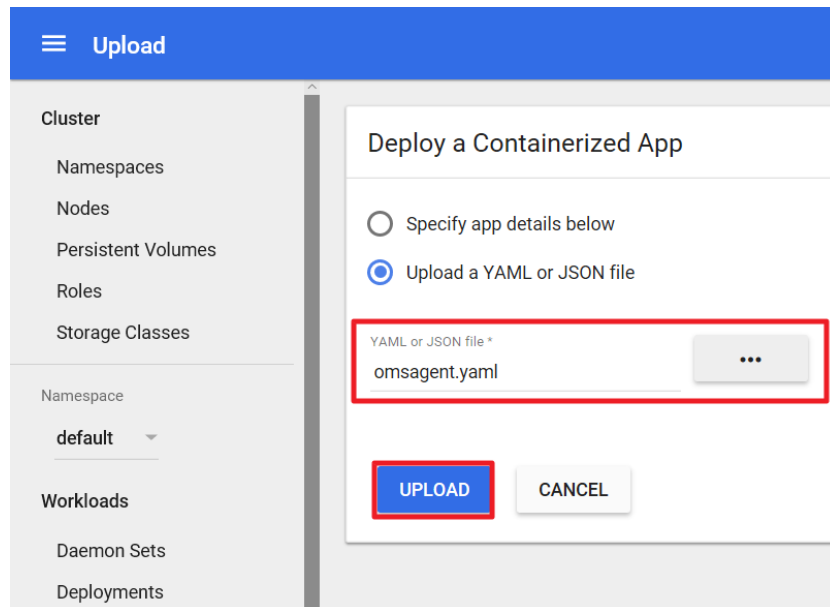 Upload
Cluster
Namespaces
Nodes
Persistent Volumes
Roles
Storage Classes
Namespace
default
Workloads
Daemon Sets
Deployments
Deploy a Containerized App
Specify app details below
Upload a YAML or JSON file
YAML or JSON file *
omsagent.yaml
UPLOAD CANCEL